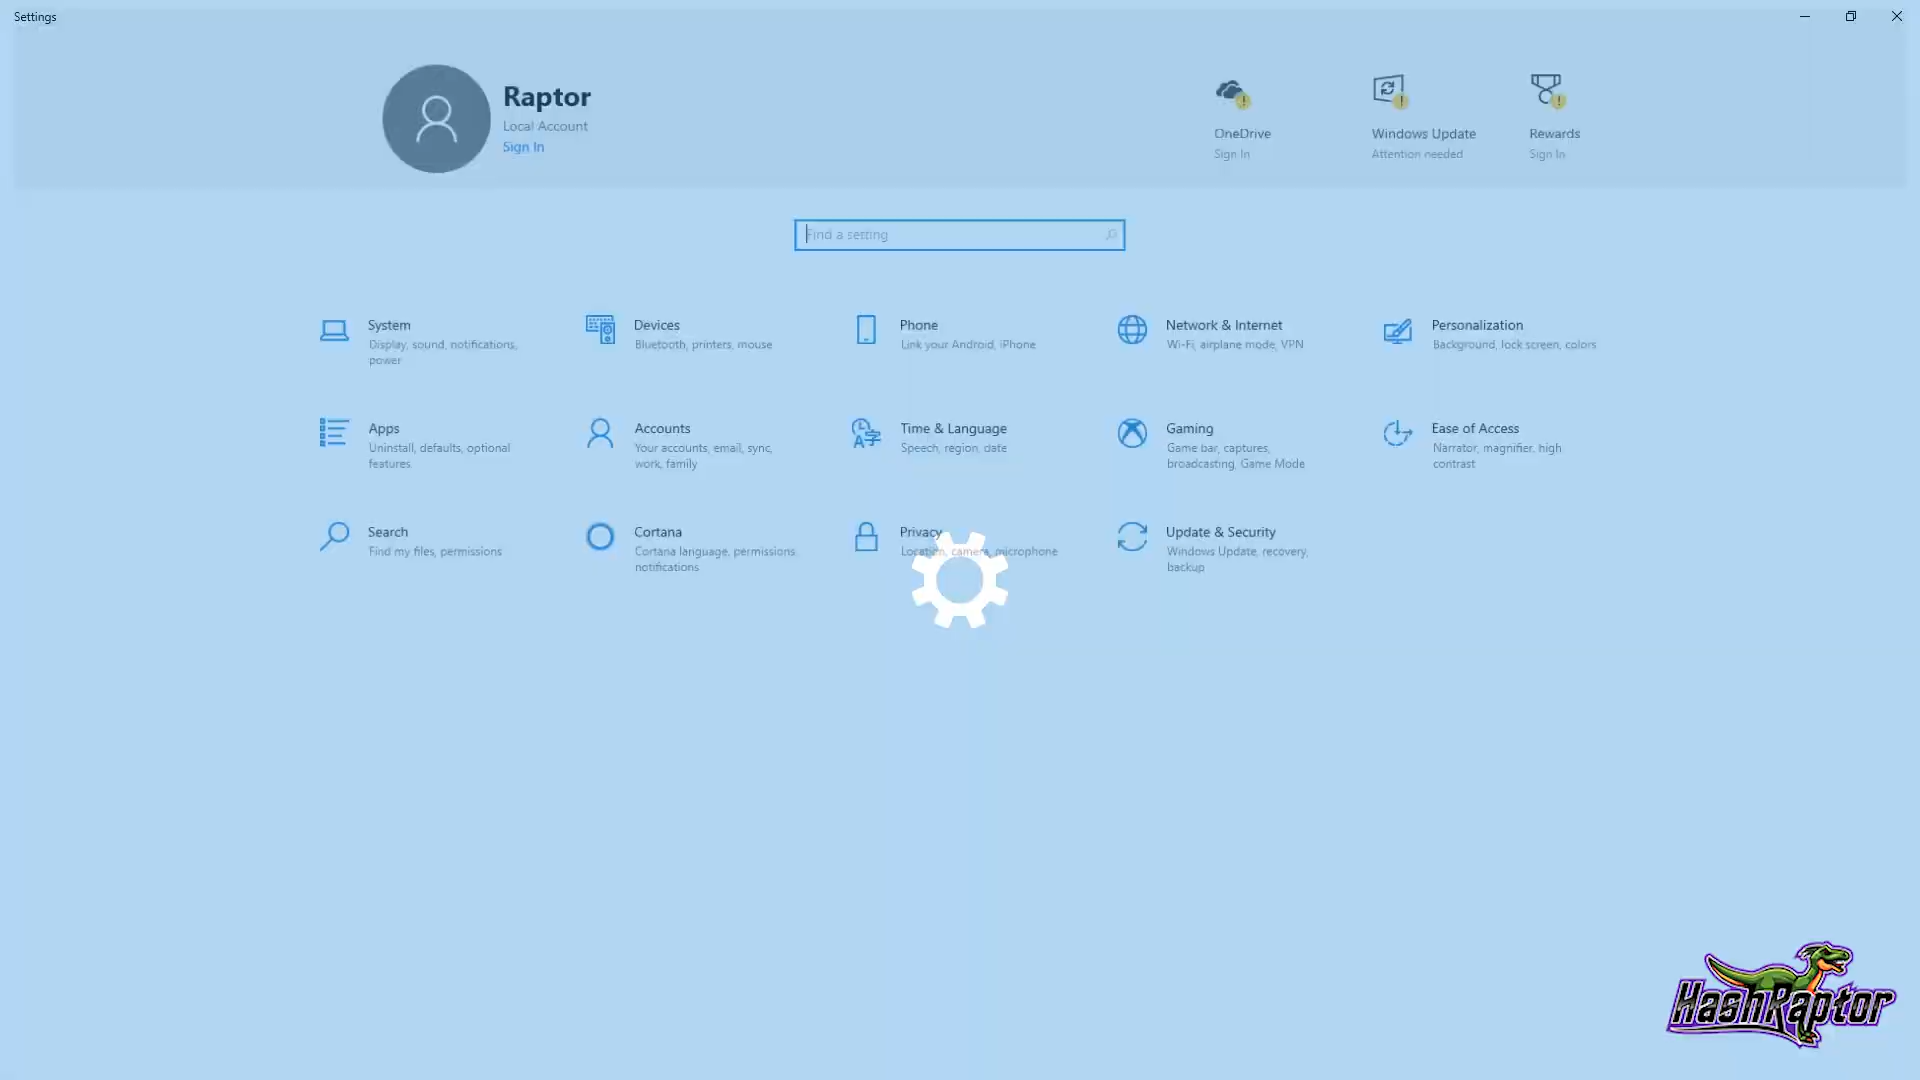 Settings
Raptor
Local Account
Sign In
OneDrive
Sign In
Windows Update
Attention needed
Rewards
Sign In
Find a setting
System
Display, sound, notifications,
power
Devices
Bluetooth, printers, mouse
Phone
Link your Android, iPhone
Network & Internet
Wi-Fi, airplane mode, VPN
Personalization
Background, lock screen, colors
Apps
Uninstall, defaults, optional
features
Accounts
Your accounts, email, sync,
work, family
Time & Language
Speech, region, date
Gaming
Game bar, captures,
broadcasting, Game Mode
Ease of Access
Narrator, magnifier, high
contrast
Search
Find my files, permissions
Cortana
Cortana language, permissions,
notifications
Privacy
Location, camera, microphone
Update & Security
Windows Update, recovery,
backup
HashRaptor